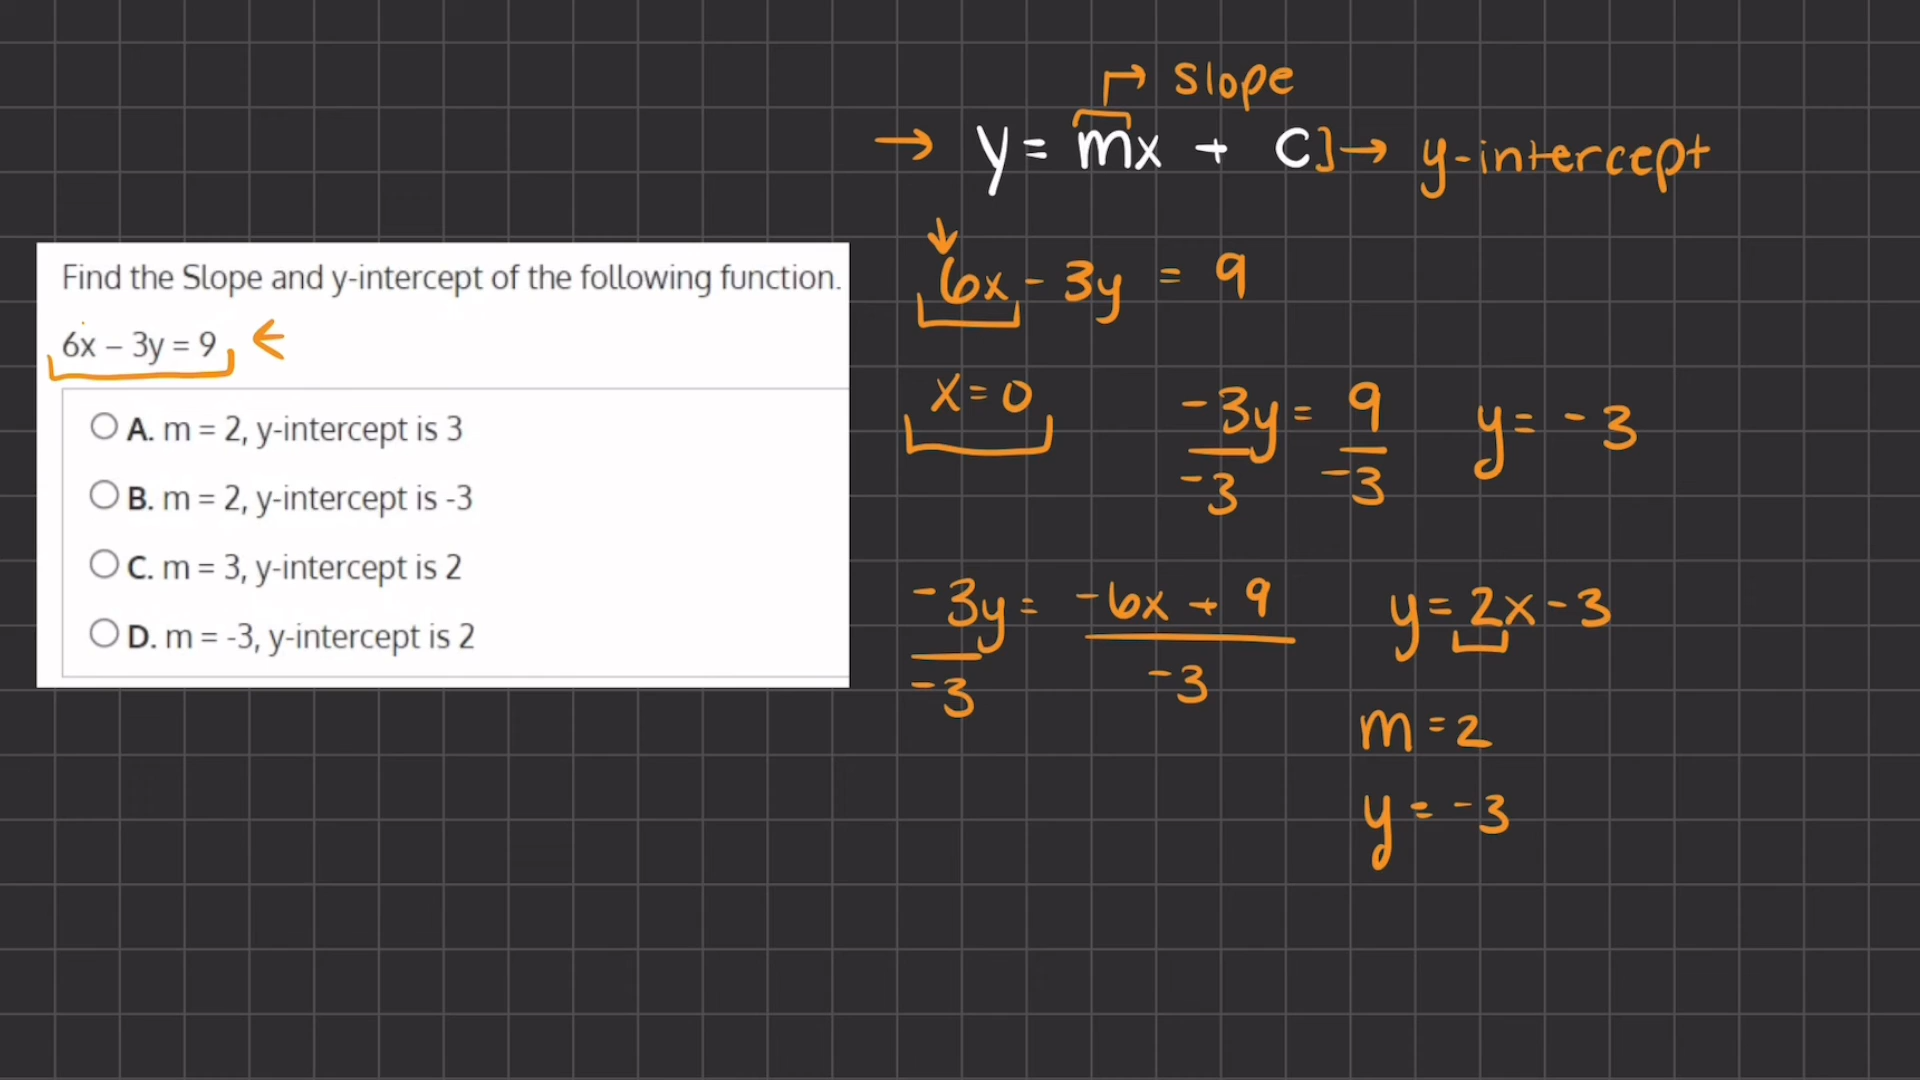 Find the Slope and y-intercept of the following function.
6x – 3y = 9 ←
A. m = 2, y-intercept is 3
B. m = 2, y-intercept is -3
C. m = 3, y-intercept is 2
D. m = -3, y-intercept is 2
→ slope
→ y = mx + c ] → y-intercept
↓
6x - 3y = 9
x = 0
-3y = 9
-3 -3
y = -3
-3y = -6x + 9
-3 -3
y = 2x - 3
m = 2
y = -3